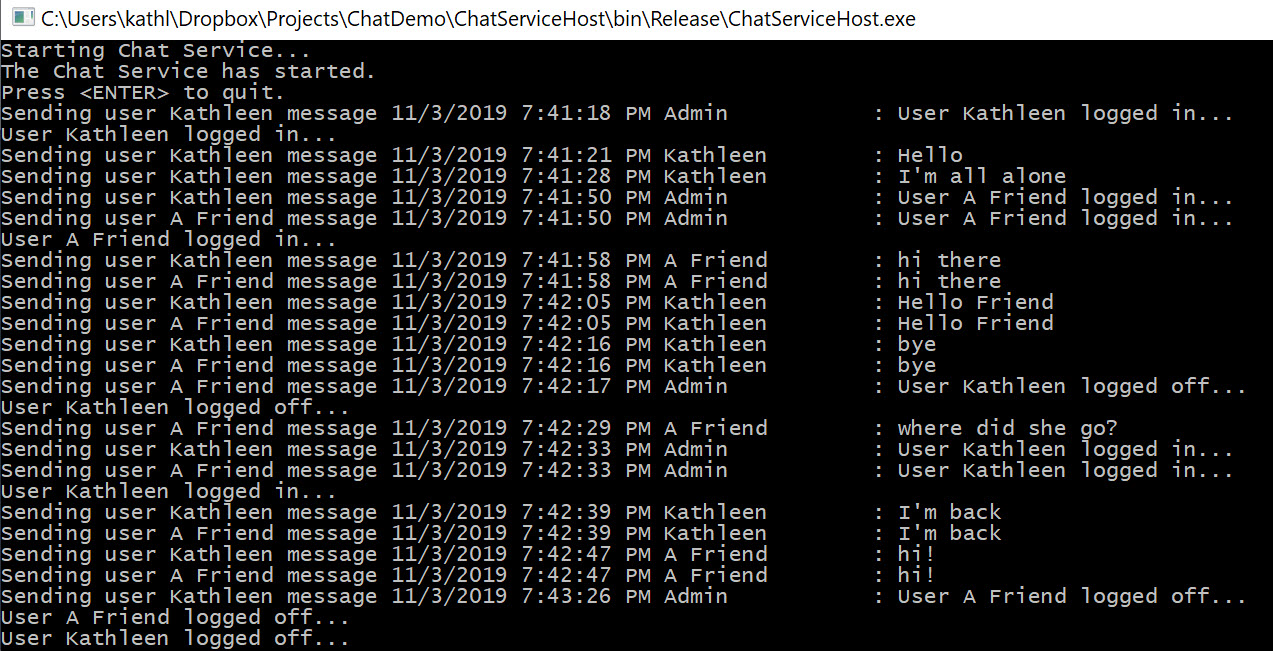 C:\Users\kathl\Dropbox\Projects\ChatDemo\ChatServiceHost\bin\Release\ChatServiceHost.exe
Starting Chat Service...
The Chat Service has started.
Press <ENTER> to quit.
Sending user Kathleen message 11/3/2019 7:41:18 PM Admin           : User Kathleen logged in...
User Kathleen logged in...
Sending user Kathleen message 11/3/2019 7:41:21 PM Kathleen        : Hello
Sending user Kathleen message 11/3/2019 7:41:28 PM Kathleen        : I'm all alone
Sending user Kathleen message 11/3/2019 7:41:50 PM Admin           : User A Friend logged in...
Sending user A Friend message 11/3/2019 7:41:50 PM Admin           : User A Friend logged in...
User A Friend logged in...
Sending user Kathleen message 11/3/2019 7:41:58 PM A Friend        : hi there
Sending user A Friend message 11/3/2019 7:41:58 PM A Friend        : hi there
Sending user Kathleen message 11/3/2019 7:42:05 PM Kathleen        : Hello Friend
Sending user A Friend message 11/3/2019 7:42:05 PM Kathleen        : Hello Friend
Sending user Kathleen message 11/3/2019 7:42:16 PM Kathleen        : bye
Sending user A Friend message 11/3/2019 7:42:16 PM Kathleen        : bye
Sending user A Friend message 11/3/2019 7:42:17 PM Admin           : User Kathleen logged off...
User Kathleen logged off...
Sending user A Friend message 11/3/2019 7:42:29 PM A Friend        : where did she go?
Sending user Kathleen message 11/3/2019 7:42:33 PM Admin           : User Kathleen logged in...
Sending user A Friend message 11/3/2019 7:42:33 PM Admin           : User Kathleen logged in...
User Kathleen logged in...
Sending user Kathleen message 11/3/2019 7:42:39 PM Kathleen        : I'm back
Sending user A Friend message 11/3/2019 7:42:39 PM Kathleen        : I'm back
Sending user Kathleen message 11/3/2019 7:42:47 PM A Friend        : hi!
Sending user A Friend message 11/3/2019 7:42:47 PM A Friend        : hi!
Sending user Kathleen message 11/3/2019 7:43:26 PM Admin           : User A Friend logged off...
User A Friend logged off...
User Kathleen logged off...